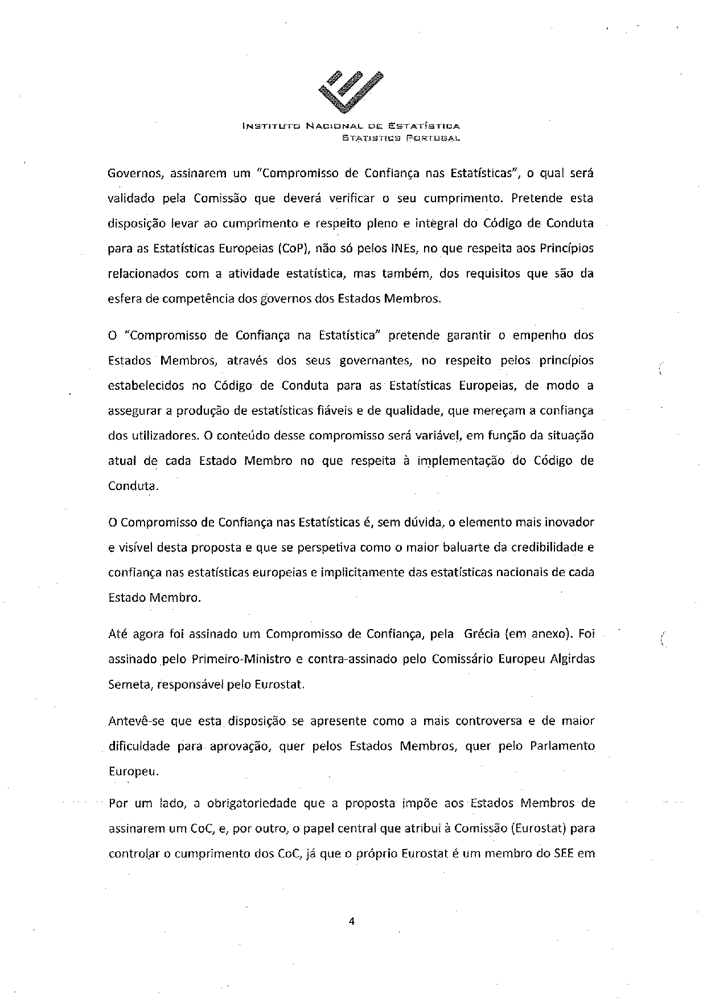 INSTITUTO NACIONAL DE ESTATÍSTICA
STATISTICS PORTUGAL
Governos, assinarem um "Compromisso de Confiança nas Estatísticas", o qual será
validado pela Comissão que deverá verificar o seu cumprimento. Pretende esta
disposição levar ao cumprimento e respeito pleno e integral do Código de Conduta
para as Estatísticas Europeias (CoP), não só pelos INEs, no que respeita aos Princípios
relacionados com a atividade estatística, mas também, dos requisitos que são da
esfera de competência dos governos dos Estados Membros.
O "Compromisso de Confiança na Estatística" pretende garantir o empenho dos
Estados Membros, através dos seus governantes, no respeito pelos princípios
estabelecidos no Código de Conduta para as Estatísticas Europeias, de modo a
assegurar a produção de estatísticas fiáveis e de qualidade, que mereçam a confiança
dos utilizadores. O conteúdo desse compromisso será variável, em função da situação
atual de cada Estado Membro no que respeita à implementação do Código de
Conduta.
O Compromisso de Confiança nas Estatísticas é, sem dúvida, o elemento mais inovador
e visível desta proposta e que se perspetiva como o maior baluarte da credibilidade e
confiança nas estatísticas europeias e implicitamente das estatísticas nacionais de cada
Estado Membro.
Até agora foi assinado um Compromisso de Confiança, pela Grécia (em anexo). Foi
assinado pelo Primeiro-Ministro e contra-assinado pelo Comissário Europeu Algirdas
Semeta, responsável pelo Eurostat.
Antevê-se que esta disposição se apresente como a mais controversa e de maior
dificuldade para aprovação, quer pelos Estados Membros, quer pelo Parlamento
Europeu.
Por um lado, a obrigatoriedade que a proposta impõe aos Estados Membros de
assinarem um CoC, e, por outro, o papel central que atribui à Comissão (Eurostat) para
controlar o cumprimento dos CoC, já que o próprio Eurostat é um membro do SEE em
4